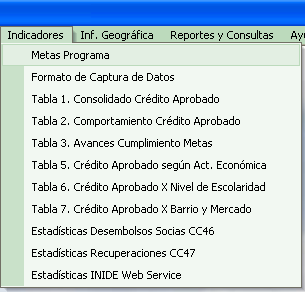 Indicadores Inf. Geográfica Reportes y Consultas Ay
Metas Programa
Formato de Captura de Datos
Tabla 1. Consolidado Crédito Aprobado
Tabla 2. Comportamiento Crédito Aprobado
Tabla 3. Avances Cumplimiento Metas
Tabla 5. Crédito Aprobado según Act. Económica
Tabla 6. Crédito Aprobado X Nivel de Escolaridad
Tabla 7. Crédito Aprobado X Barrio y Mercado
Estadísticas Desembolsos Socias CC46
Estadísticas Recuperaciones CC47
Estadísticas INIDE Web Service